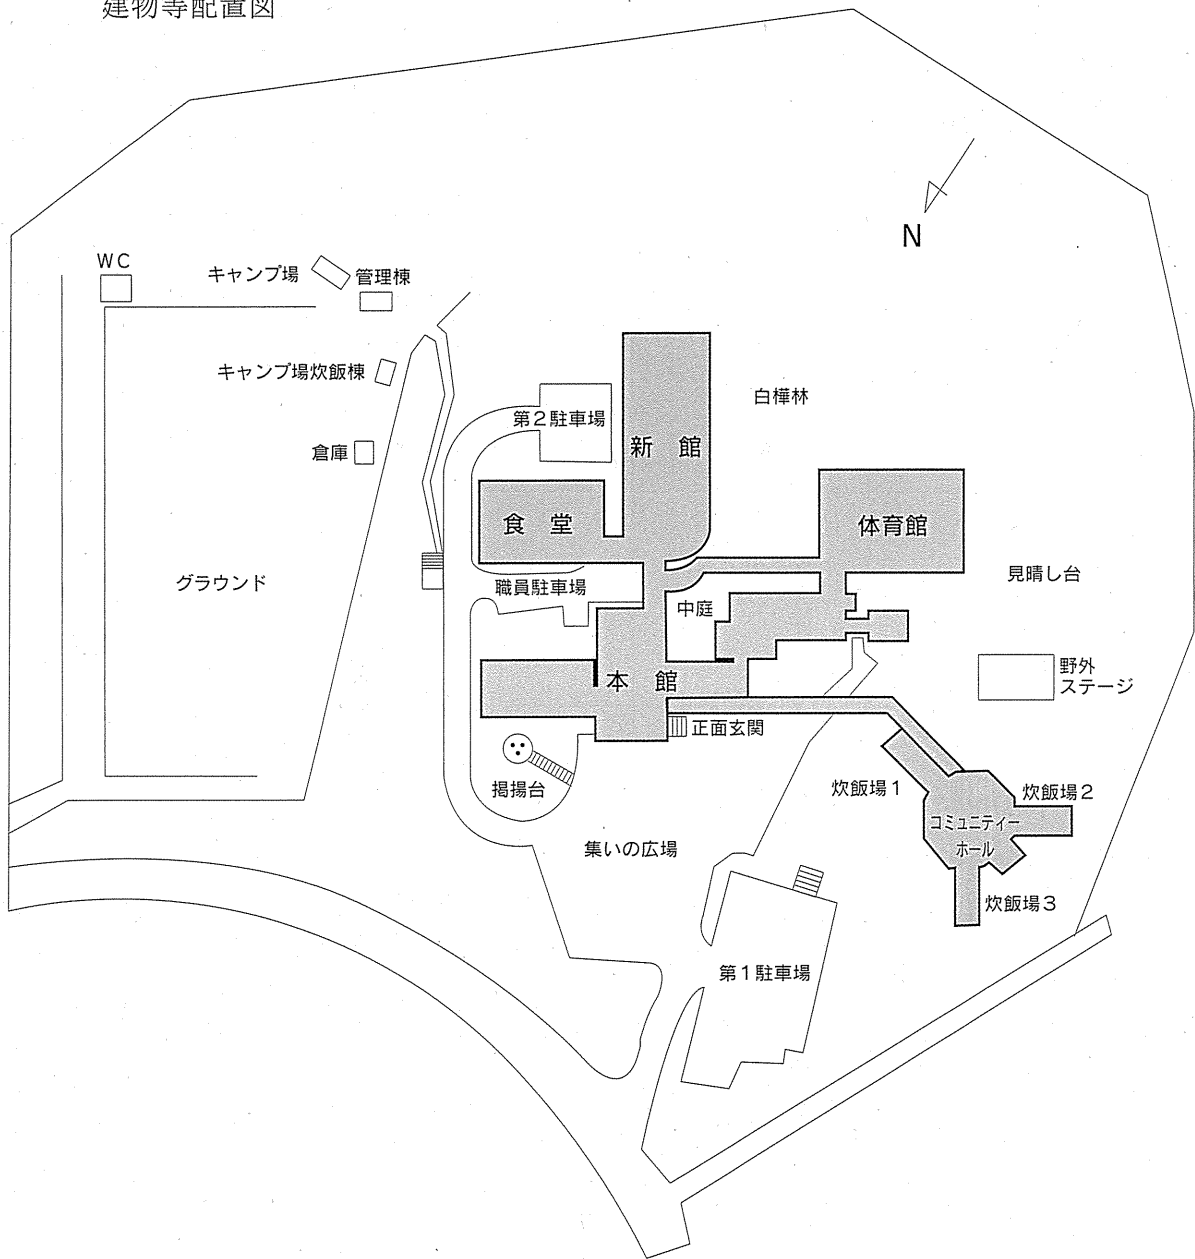 建物等配置図
N
WC
キャンプ場
管理棟
キャンプ場炊飯棟
白樺林
第2駐車場
新　館
倉庫
食　堂
体育館
グラウンド
職員駐車場
見晴し台
中庭
野外
ステージ
本　館
正面玄関
掲揚台
炊飯場1
炊飯場2
コミュニティー
ホール
集いの広場
炊飯場3
第1駐車場